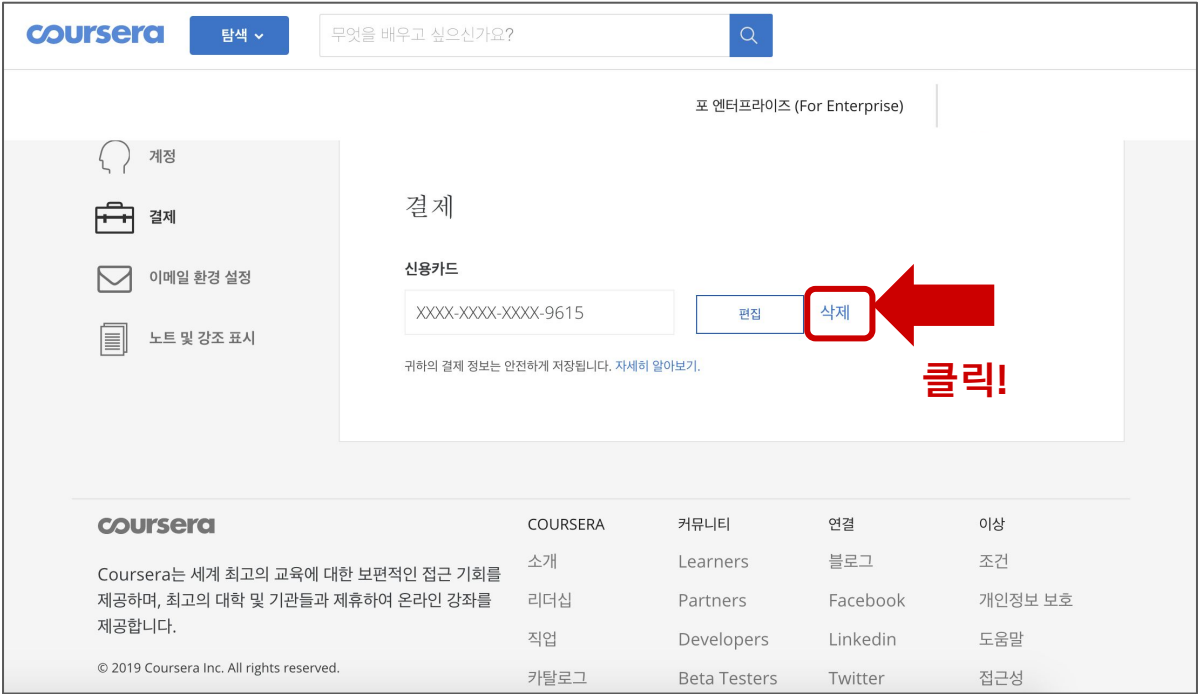 coursera
탐색
무엇을 배우고 싶으신가요?
포 엔터프라이즈 (For Enterprise)
계정
결제
이메일 환경 설정
노트 및 강조 표시
결제
신용카드
XXXX-XXXX-XXXX-9615
편집
삭제
귀하의 결제 정보는 안전하게 저장됩니다. 자세히 알아보기.
클릭!
coursera
Coursera는 세계 최고의 교육에 대한 보편적인 접근 기회를
제공하며, 최고의 대학 및 기관들과 제휴하여 온라인 강좌를
제공합니다.
© 2019 Coursera Inc. All rights reserved.
COURSERA
소개
리더십
직업
카탈로그
커뮤니티
Learners
Partners
Developers
Beta Testers
연결
블로그
Facebook
Linkedin
Twitter
이상
조건
개인정보 보호
도움말
접근성